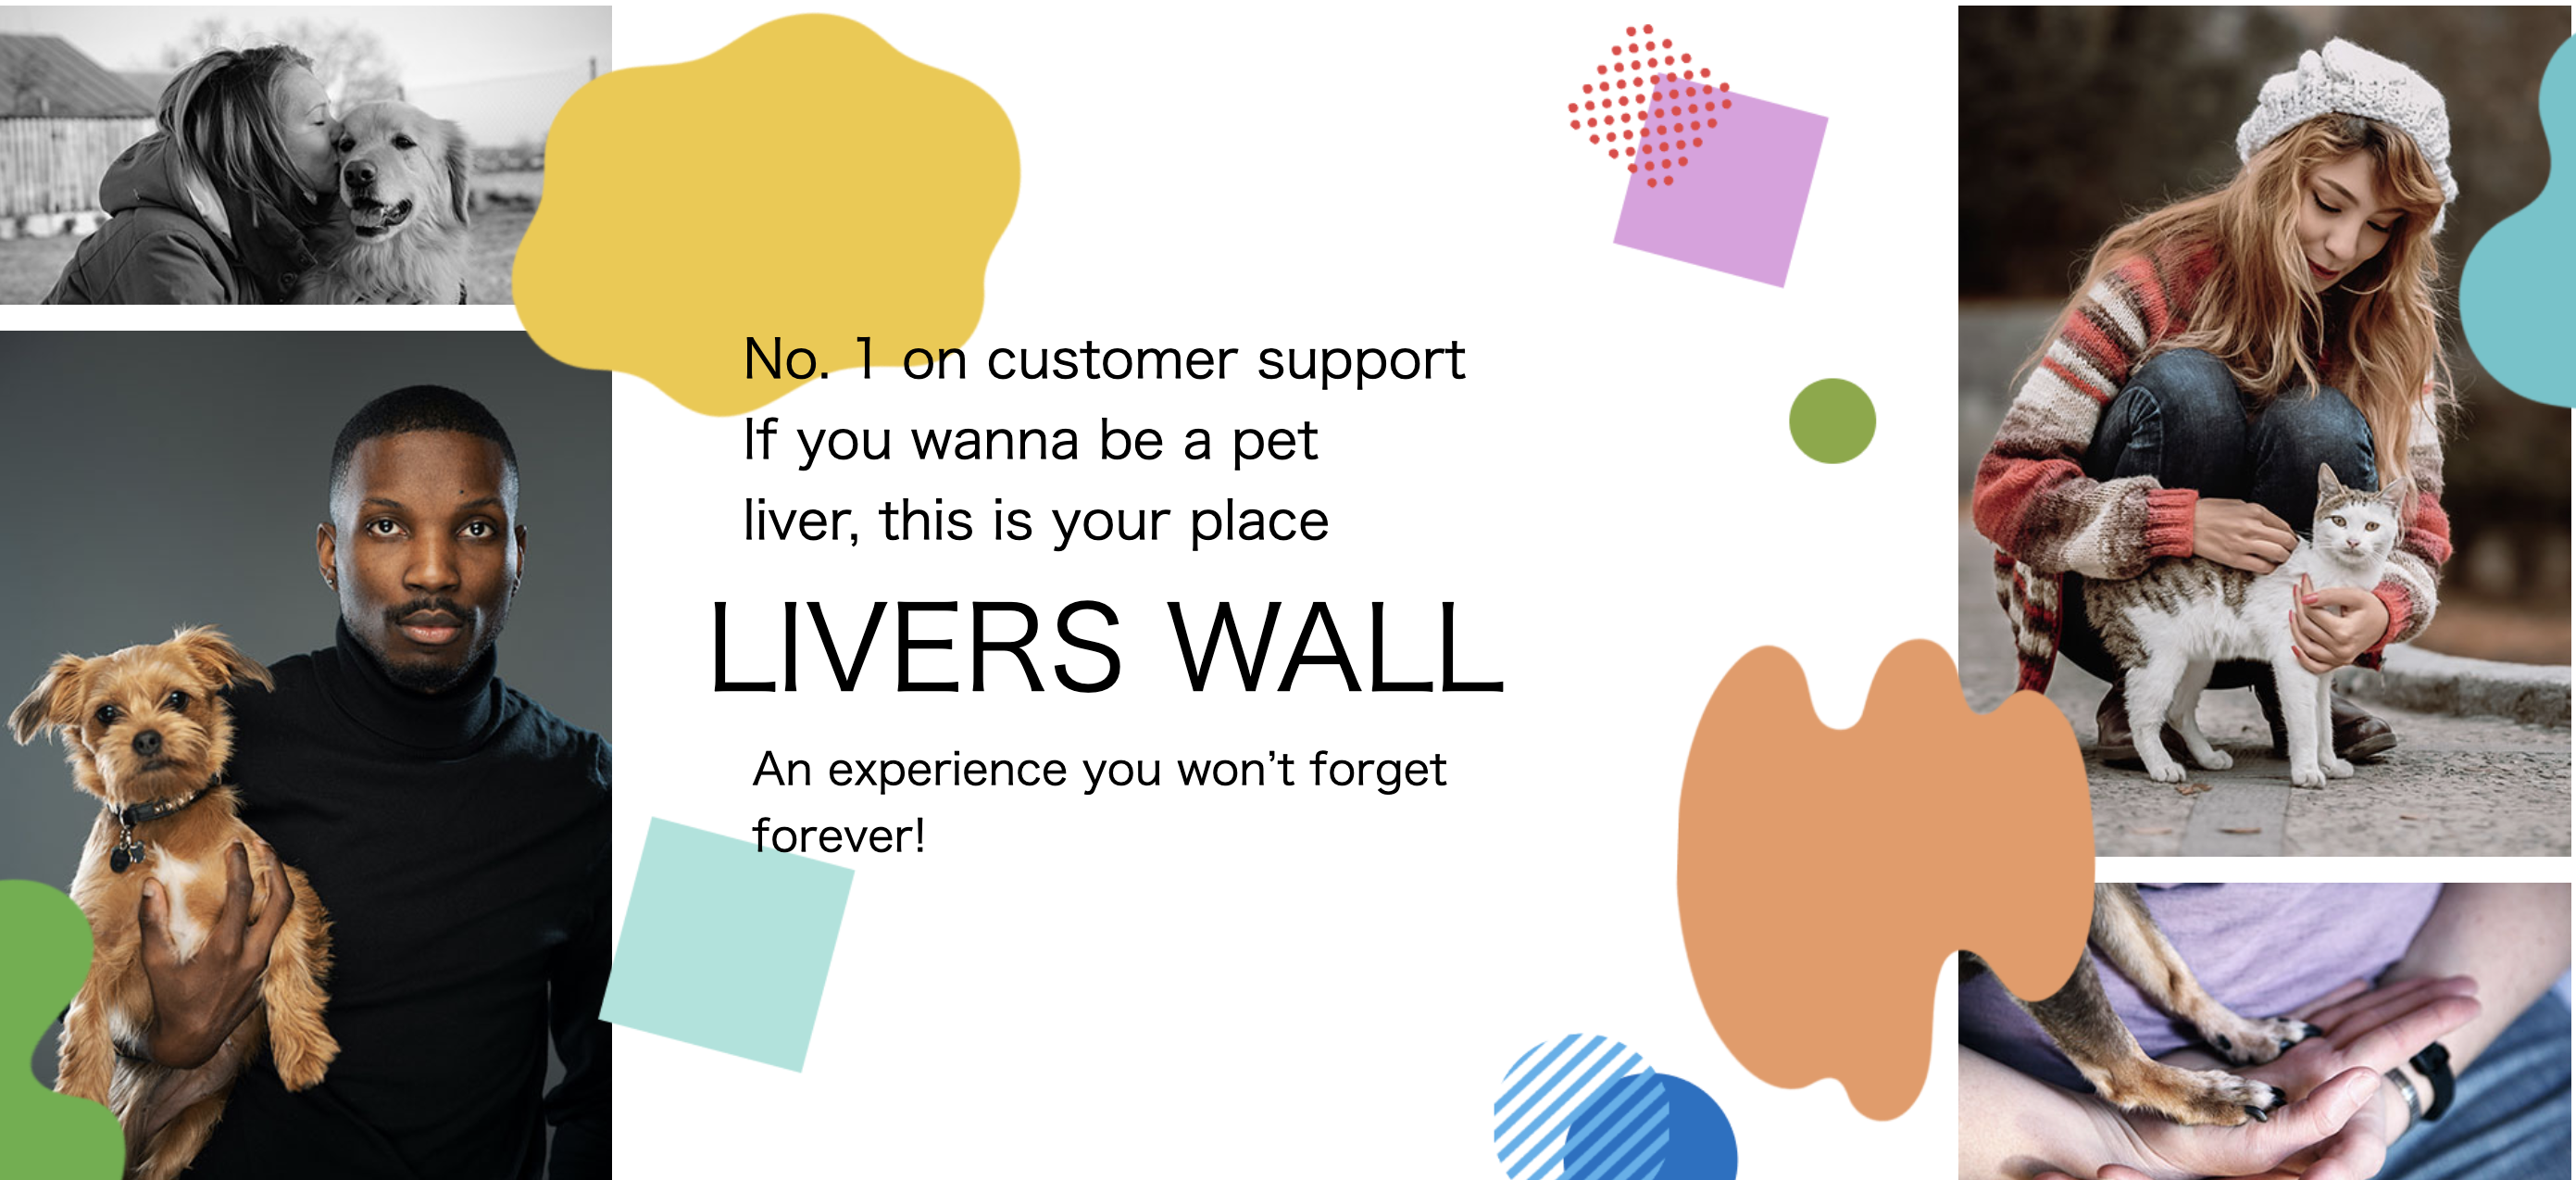 No. 1 on customer support
If you wanna be a pet
liver, this is your place
LIVERS WALL
An experience you won’t forget
forever!